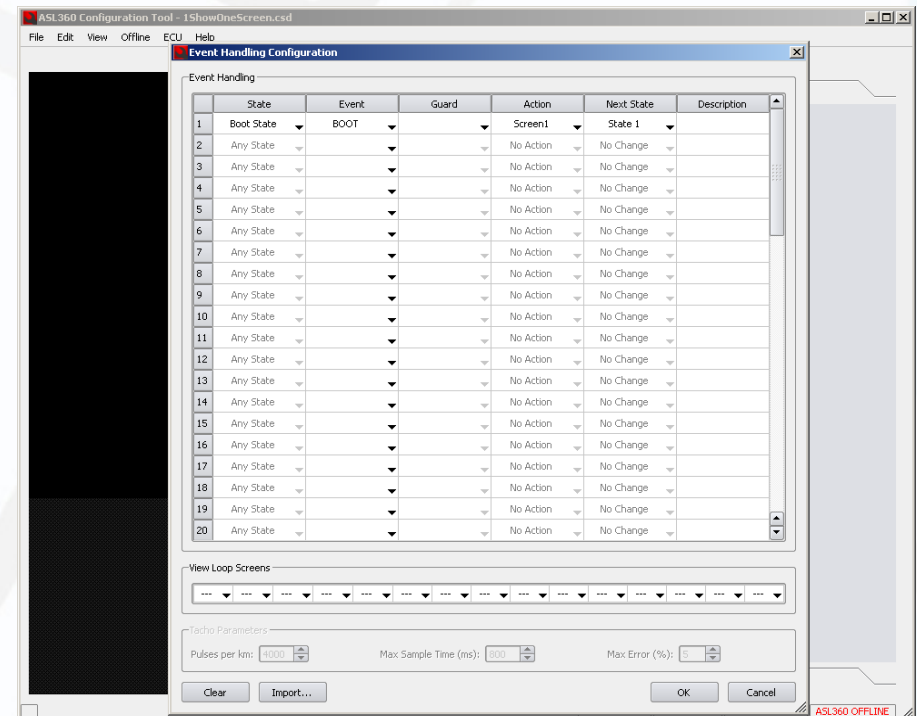 ASL360 Configuration Tool - 1ShowOneScreen.csd
File Edit View Offline ECU Help
Event Handling Configuration
Event Handling
State Event Guard Action Next State Description
1 Boot State BOOT Screen1 State 1
2 Any State No Action No Change
3 Any State No Action No Change
4 Any State No Action No Change
5 Any State No Action No Change
6 Any State No Action No Change
7 Any State No Action No Change
8 Any State No Action No Change
9 Any State No Action No Change
10 Any State No Action No Change
11 Any State No Action No Change
12 Any State No Action No Change
13 Any State No Action No Change
14 Any State No Action No Change
15 Any State No Action No Change
16 Any State No Action No Change
17 Any State No Action No Change
18 Any State No Action No Change
19 Any State No Action No Change
20 Any State No Action No Change
View Loop Screens
--- --- --- --- --- --- --- --- --- --- --- --- --- --- ---
Tacho Parameters
Pulses per km: 4000 Max Sample Time (ms): 800 Max Error (%): 5
Clear Import... OK Cancel
ASL360 OFFLINE